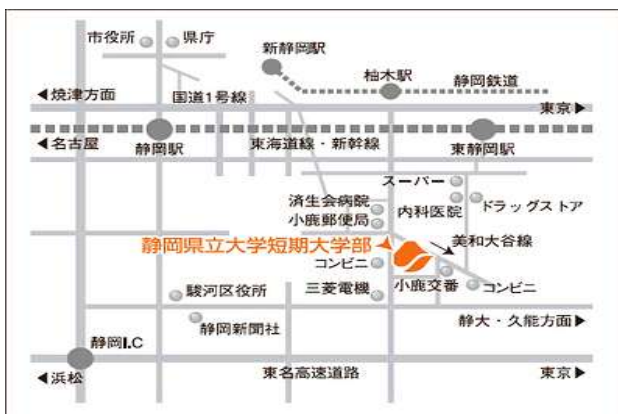 市役所
県庁
新静岡駅
柚木駅
静岡鉄道
◀焼津方面
国道1号線
東京▶
◀名古屋
静岡駅
東海道線・新幹線
東静岡駅
スーパー
済生会病院
内科医院
ドラッグストア
小鹿郵便局
静岡県立大学短期大学部
美和大谷線
コンビニ
小鹿交番
コンビニ
駿河区役所
三菱電機
静岡新聞社
静大・久能方面▶
静岡I.C
◀浜松
東名高速道路
東京▶